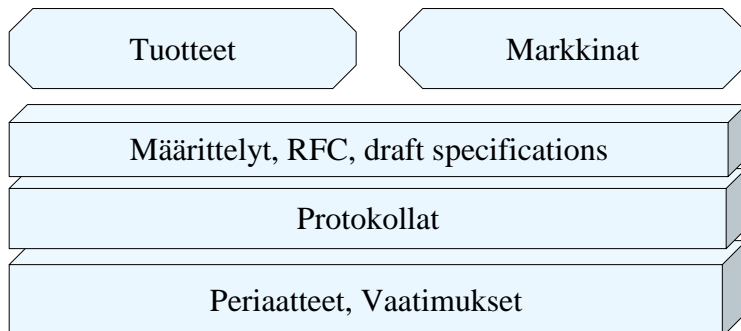 Tuotteet
Markkinat
Määrittelyt, RFC, draft specifications
Protokollat
Periaatteet, Vaatimukset